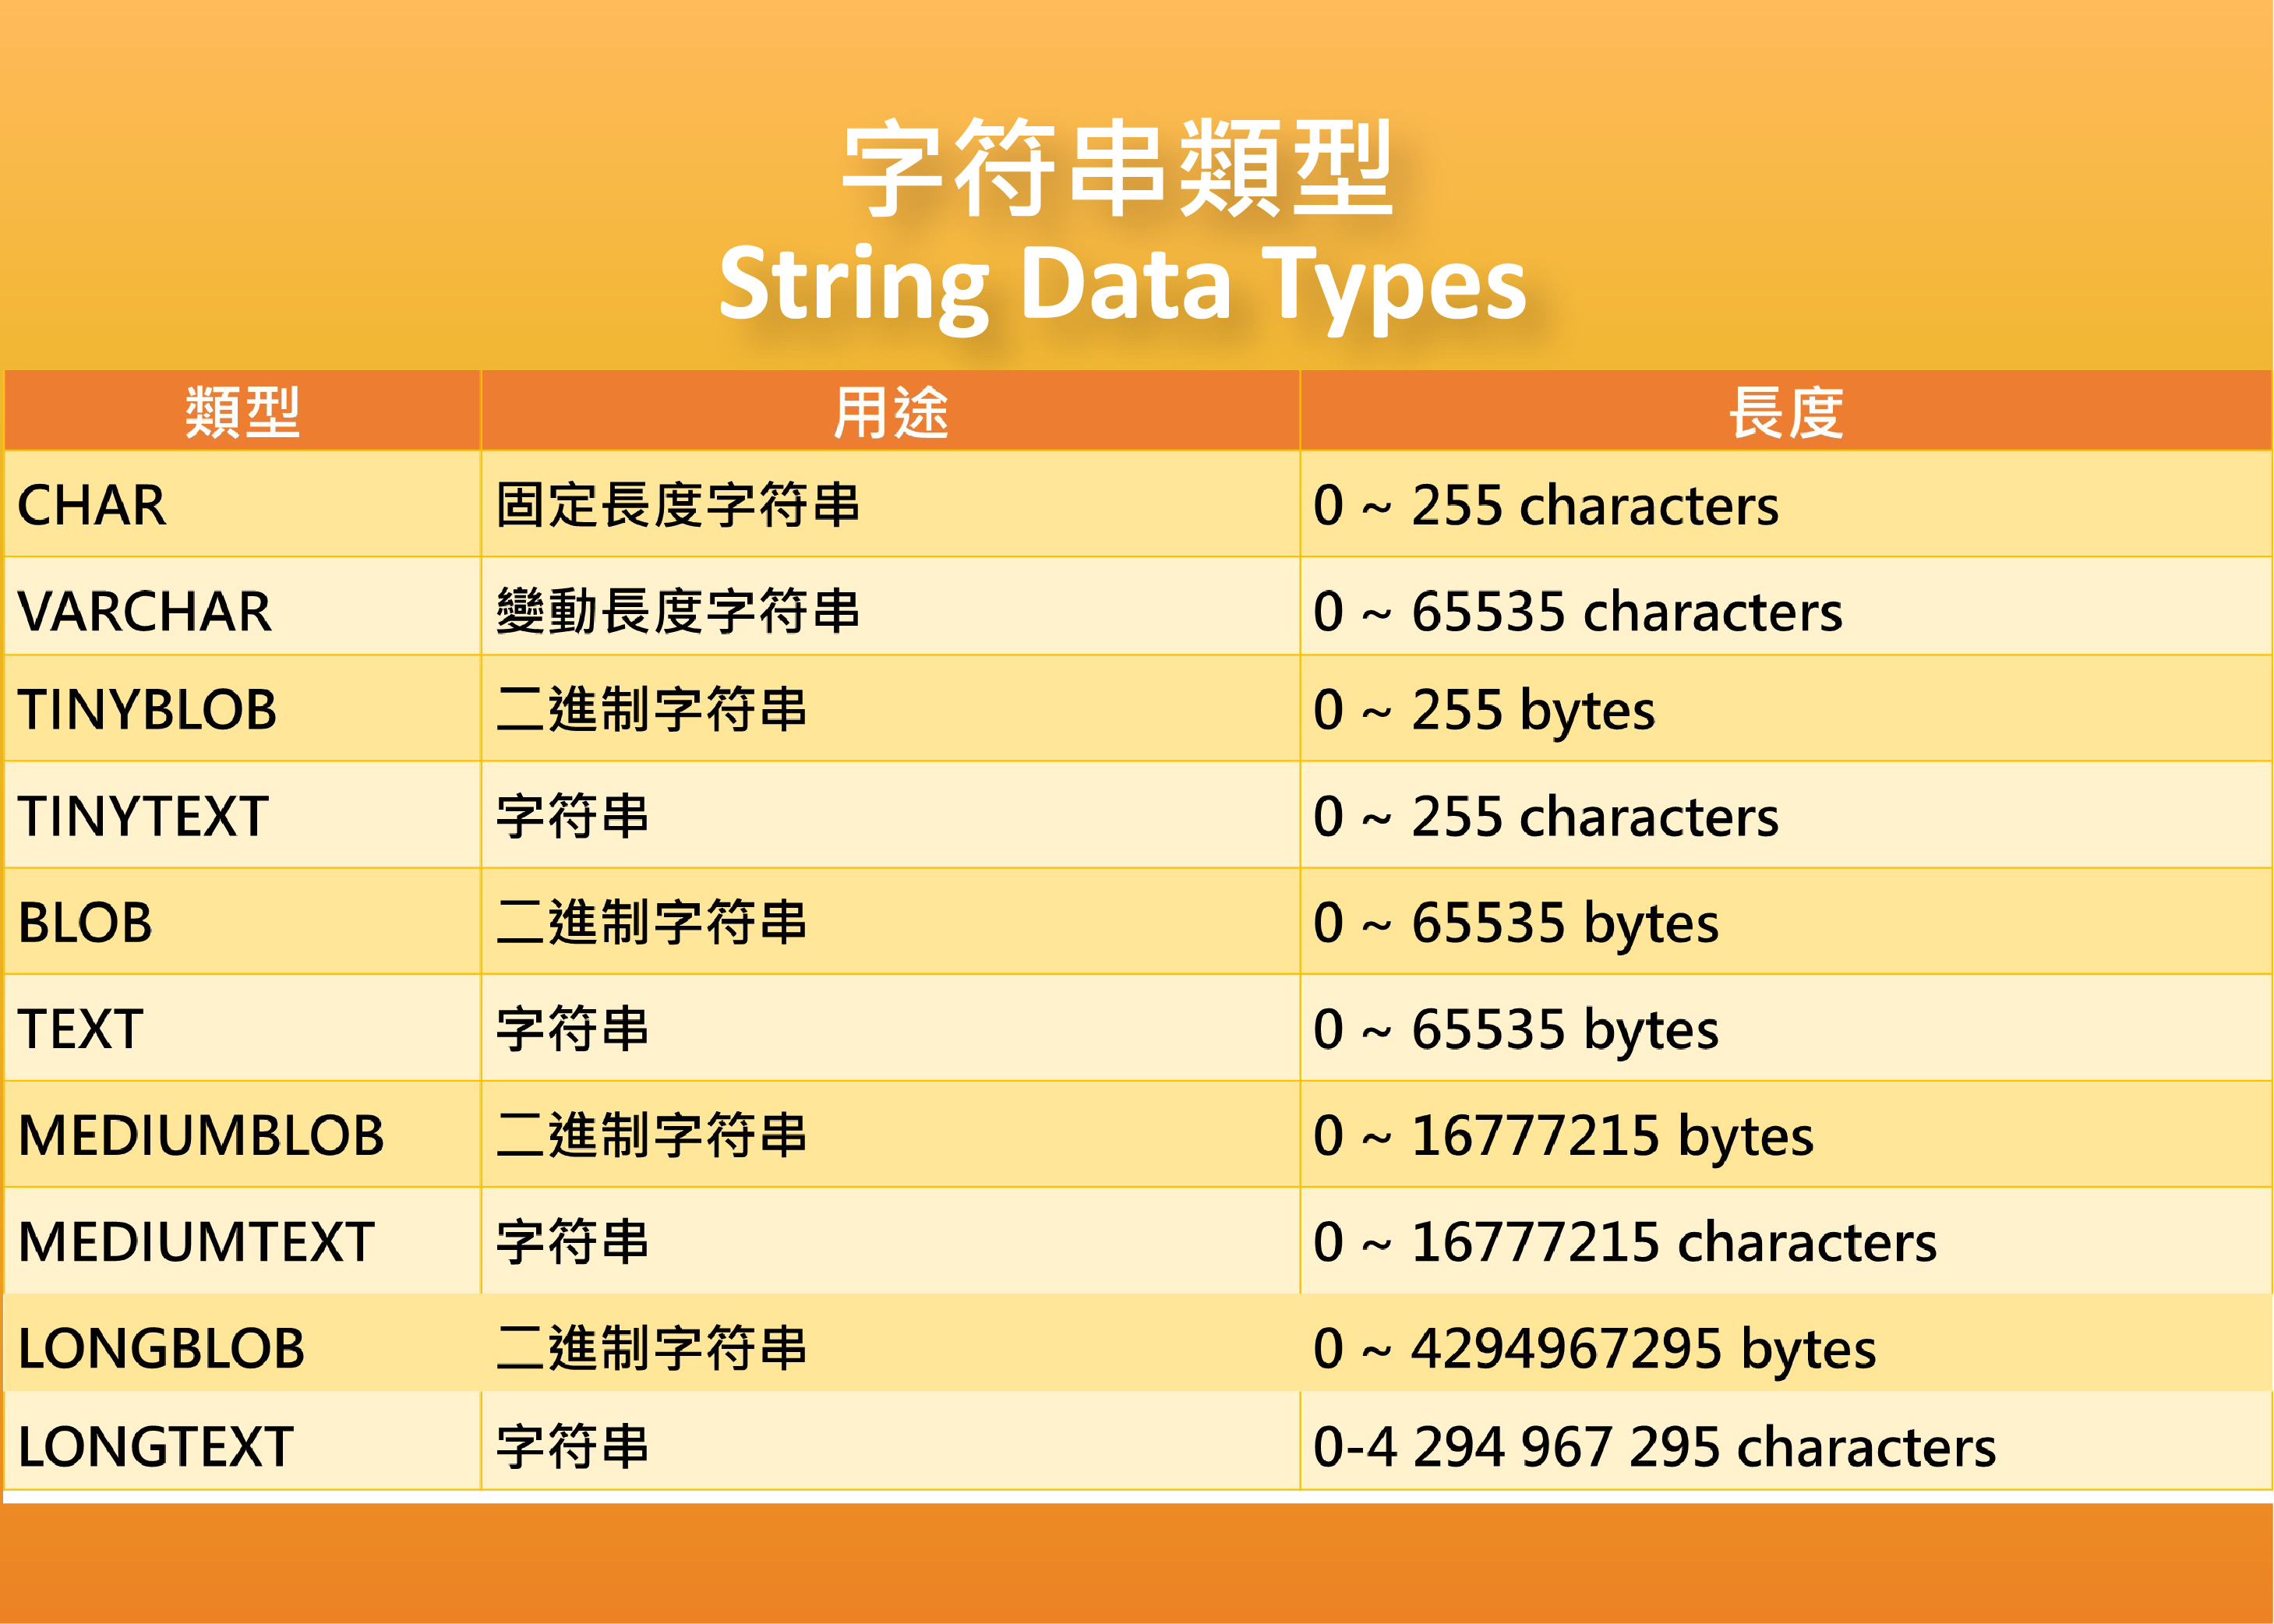 字符串類型
String Data Types
類型 用途 長度
CHAR 固定長度字符串 0 ~ 255 characters
VARCHAR 變動長度字符串 0 ~ 65535 characters
TINYBLOB 二進制字符串 0 ~ 255 bytes
TINYTEXT 字符串 0 ~ 255 characters
BLOB 二進制字符串 0 ~ 65535 bytes
TEXT 字符串 0 ~ 65535 bytes
MEDIUMBLOB 二進制字符串 0 ~ 16777215 bytes
MEDIUMTEXT 字符串 0 ~ 16777215 characters
LONGBLOB 二進制字符串 0 ~ 4294967295 bytes
LONGTEXT 字符串 0-4 294 967 295 characters